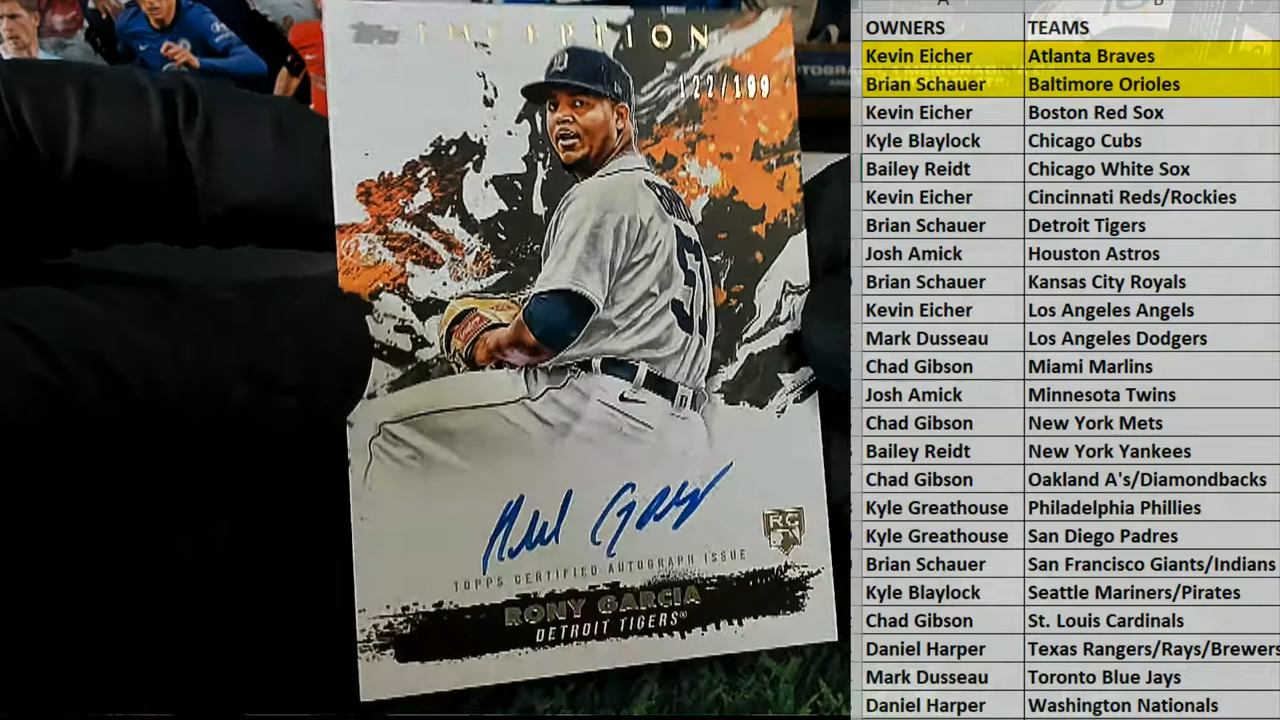 INCEPTION
122/199
51
TOPPS CERTIFIED AUTOGRAPH ISSUE
RC
RONY GARCIA
DETROIT TIGERS®
OWNERS TEAMS
Kevin Eicher Atlanta Braves
Brian Schauer Baltimore Orioles
Kevin Eicher Boston Red Sox
Kyle Blaylock Chicago Cubs
Bailey Reidt Chicago White Sox
Kevin Eicher Cincinnati Reds/Rockies
Brian Schauer Detroit Tigers
Josh Amick Houston Astros
Brian Schauer Kansas City Royals
Kevin Eicher Los Angeles Angels
Mark Dusseau Los Angeles Dodgers
Chad Gibson Miami Marlins
Josh Amick Minnesota Twins
Chad Gibson New York Mets
Bailey Reidt New York Yankees
Chad Gibson Oakland A's/Diamondbacks
Kyle Greathouse Philadelphia Phillies
Kyle Greathouse San Diego Padres
Brian Schauer San Francisco Giants/Indians
Kyle Blaylock Seattle Mariners/Pirates
Chad Gibson St. Louis Cardinals
Daniel Harper Texas Rangers/Rays/Brewers
Mark Dusseau Toronto Blue Jays
Daniel Harper Washington Nationals